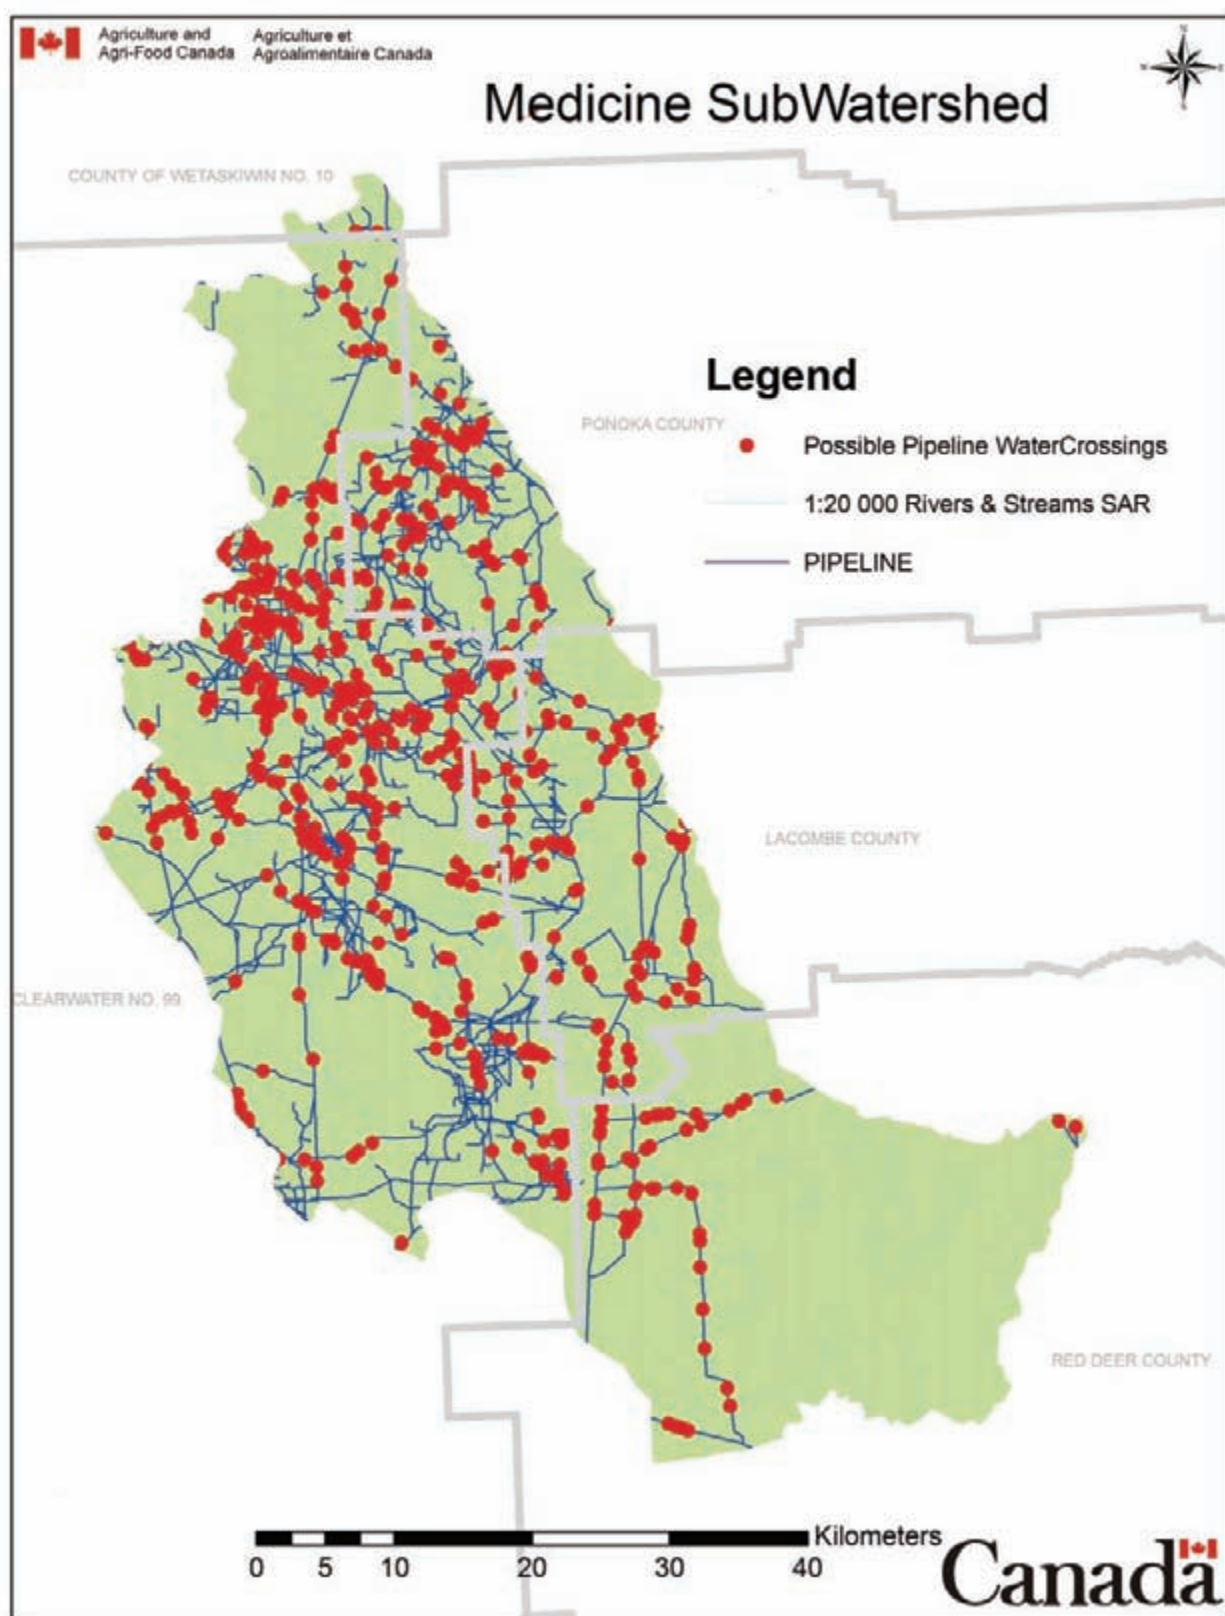 Agriculture and Agriculture et
Agri-Food Canada Agroalimentaire Canada
Medicine SubWatershed
COUNTY OF WETASKIWIN NO. 10
Legend
PONOKA COUNTY
Possible Pipeline WaterCrossings
1:20 000 Rivers & Streams SAR
PIPELINE
LACOMBE COUNTY
CLEARWATER NO. 99
RED DEER COUNTY
Kilometers
0 5 10 20 30 40
Canada